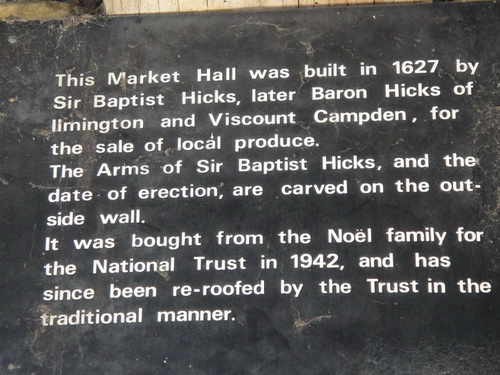 This Market Hall was built in 1627 by
Sir Baptist Hicks, later Baron Hicks of
Ilmington and Viscount Campden, for
the sale of local produce.
The Arms of Sir Baptist Hicks, and the
date of erection, are carved on the out-
side wall.
It was bought from the Noël family for
the National Trust in 1942, and has
since been re-roofed by the Trust in the
traditional manner.